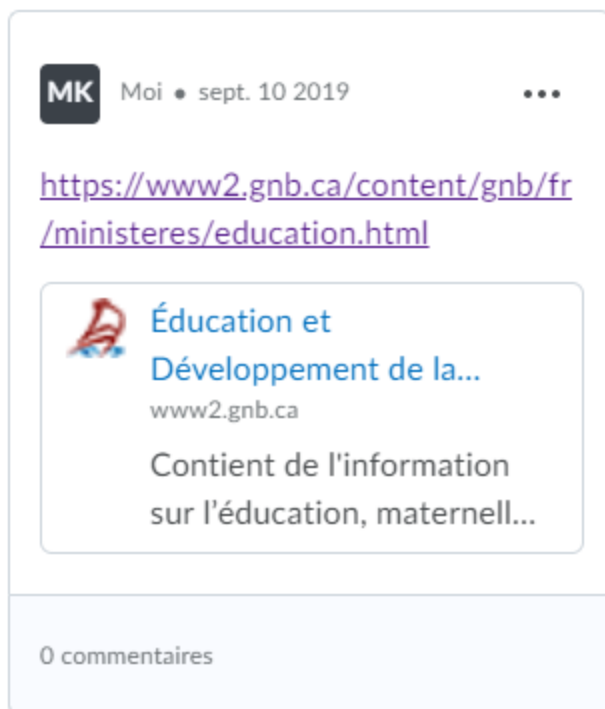 MK Moi • sept. 10 2019 •••
https://www2.gnb.ca/content/gnb/fr
/ministeres/education.html
Éducation et
Développement de la...
www2.gnb.ca
Contient de l'information
sur l’éducation, maternell...
0 commentaires